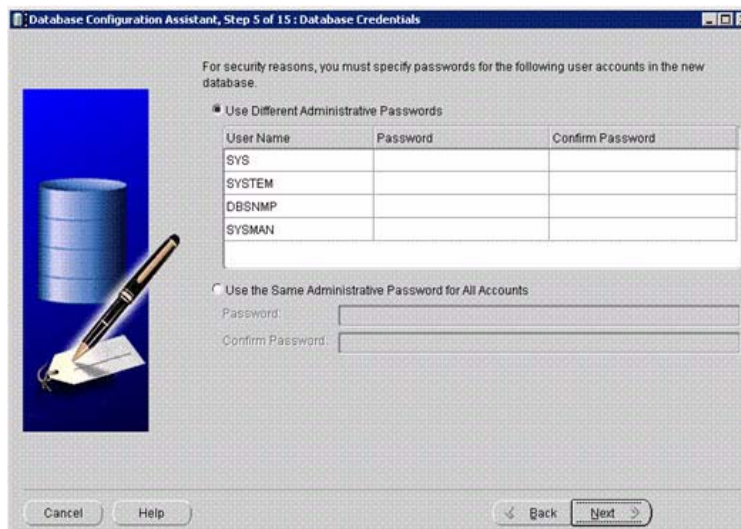 Database Configuration Assistant, Step 5 of 15 : Database Credentials
For security reasons, you must specify passwords for the following user accounts in the new
database.
Use Different Administrative Passwords
User Name Password Confirm Password
SYS
SYSTEM
DBSNMP
SYSMAN
Use the Same Administrative Password for All Accounts
Password:
Confirm Password:
Cancel Help Back Next